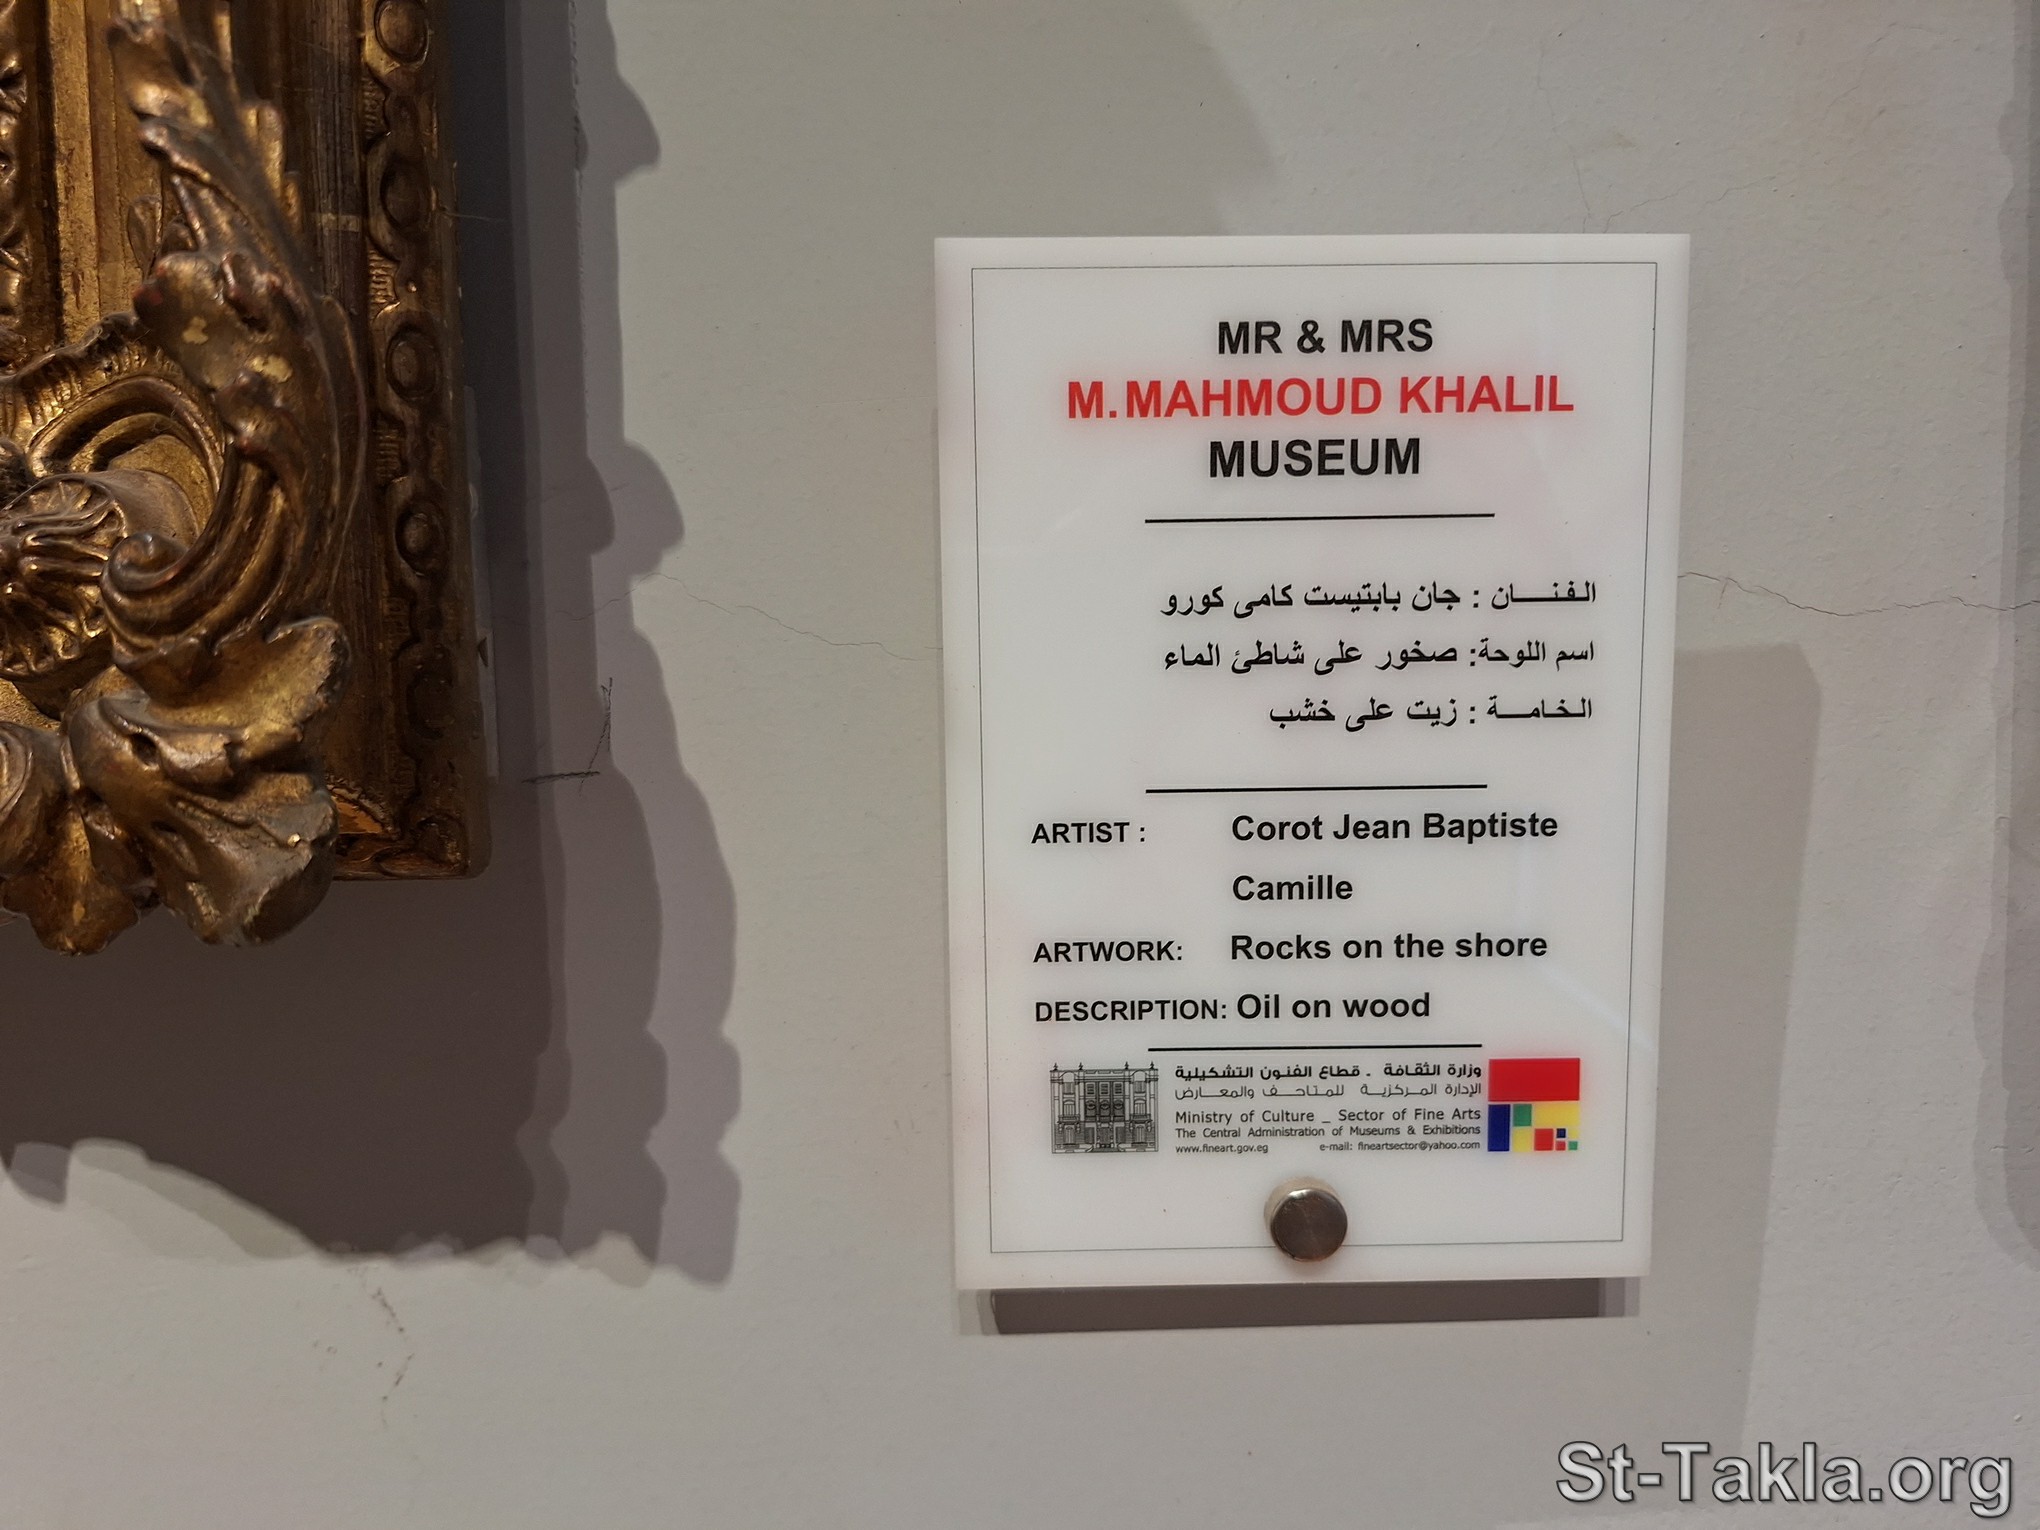 MR & MRS
M. MAHMOUD KHALIL
MUSEUM
الفنـــــان : جان بابتيست كامى كورو
اسم اللوحة: صخور على شاطئ الماء
الخامـــة : زيت على خشب
ARTIST : Corot Jean Baptiste
Camille
ARTWORK: Rocks on the shore
DESCRIPTION: Oil on wood
وزارة الثقافة . قطاع الفنون التشكيلية
الإدارة المركزية للمتاحف والمعارض
Ministry of Culture _ Sector of Fine Arts
The Central Administration of Museums & Exhibitions
www.fineart.gov.eg e-mail: fineartsector@yahoo.com
St-Takla.org